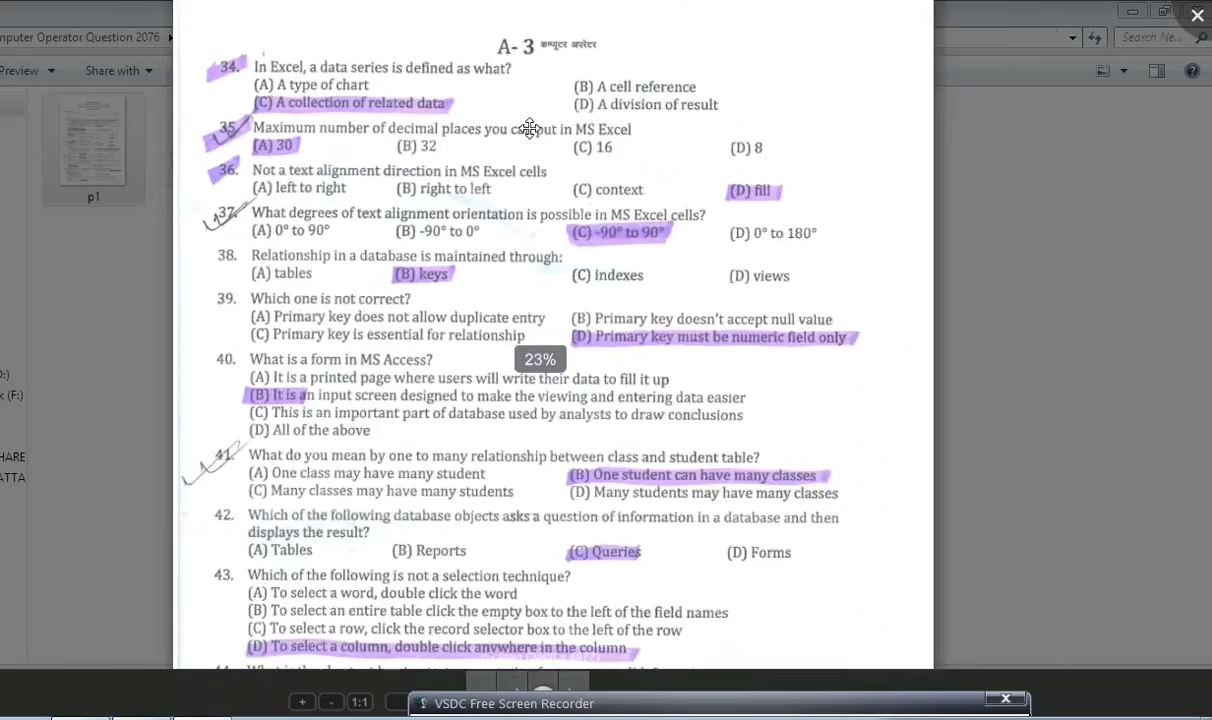 mputer Operator Question 2076
Search Ne...
Preview
Share with
p1
D:)
k (F:)
HARE
ATTA
A- 3 कम्प्यूटर अपरेटर
34. In Excel, a data series is defined as what?
(A) A type of chart (B) A cell reference
(C) A collection of related data (D) A division of result
35. Maximum number of decimal places you can put in MS Excel
(A) 30 (B) 32 (C) 16 (D) 8
36. Not a text alignment direction in MS Excel cells
(A) left to right (B) right to left (C) context (D) fill
37. What degrees of text alignment orientation is possible in MS Excel cells?
(A) 0° to 90° (B) -90° to 0° (C) -90° to 90° (D) 0° to 180°
38. Relationship in a database is maintained through:
(A) tables (B) keys (C) indexes (D) views
39. Which one is not correct?
(A) Primary key does not allow duplicate entry (B) Primary key doesn't accept null value
(C) Primary key is essential for relationship (D) Primary key must be numeric field only
23%
40. What is a form in MS Access?
(A) It is a printed page where users will write their data to fill it up
(B) It is an input screen designed to make the viewing and entering data easier
(C) This is an important part of database used by analysts to draw conclusions
(D) All of the above
41. What do you mean by one to many relationship between class and student table?
(A) One class may have many student (B) One student can have many classes
(C) Many classes may have many students (D) Many students may have many classes
42. Which of the following database objects asks a question of information in a database and then
displays the result?
(A) Tables (B) Reports (C) Queries (D) Forms
43. Which of the following is not a selection technique?
(A) To select a word, double click the word
(B) To select an entire table click the empty box to the left of the field names
(C) To select a row, click the record selector box to the left of the row
(D) To select a column, double click anywhere in the column
+ - 1:1
VSDC Free Screen Recorder